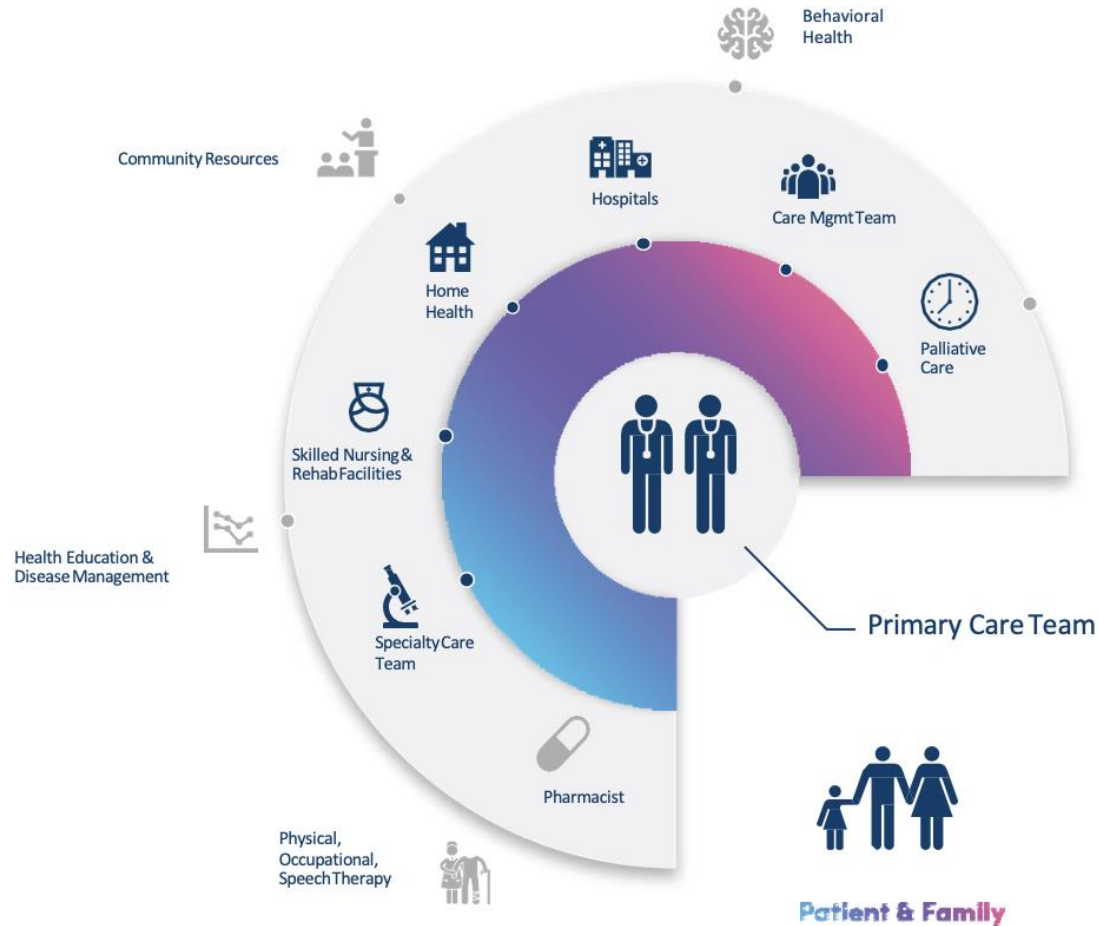 Behavioral
Health
Community Resources
Hospitals
Care Mgmt Team
Home
Health
Palliative
Care
Skilled Nursing &
Rehab Facilities
Health Education &
Disease Management
Specialty Care
Team
Primary Care Team
Pharmacist
Physical,
Occupational,
Speech Therapy
Patient & Family